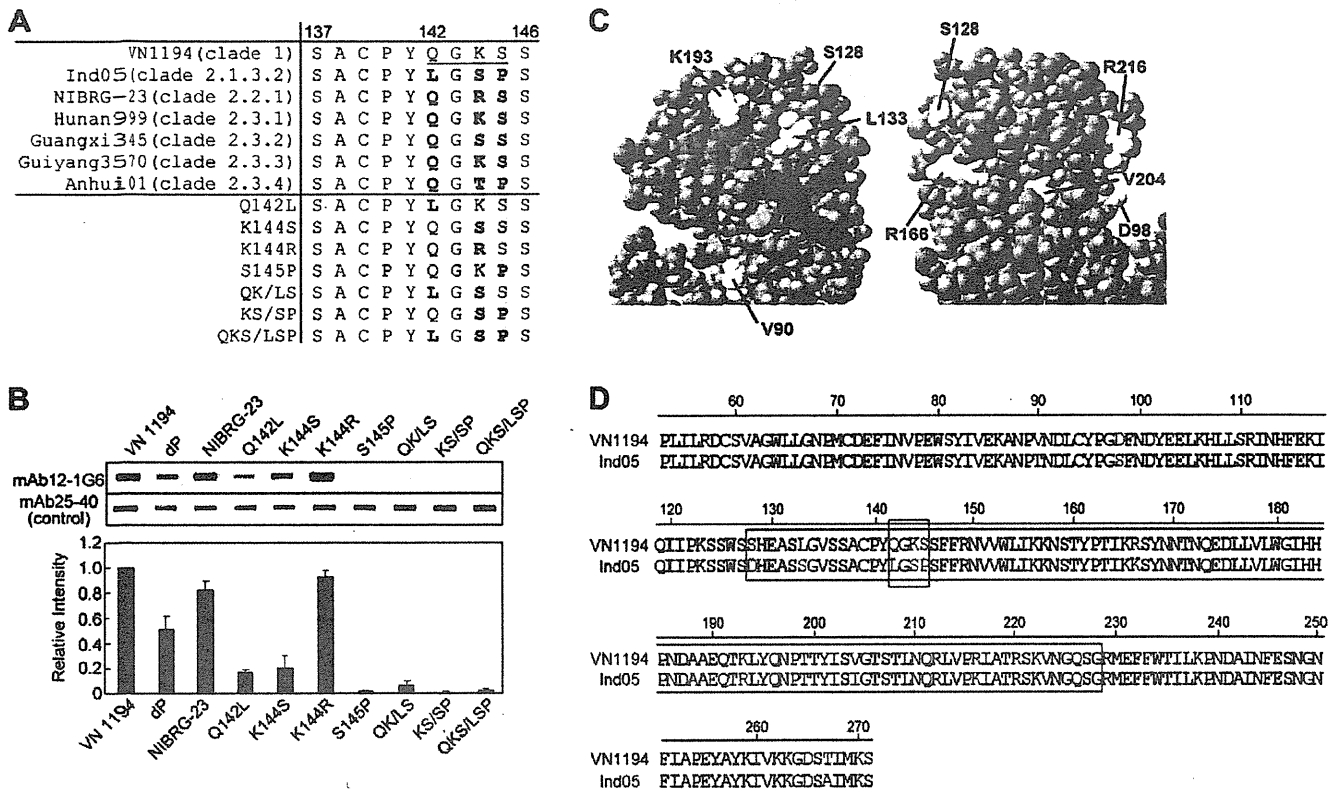 A
137 142 146
VN1194(clade 1) S A C P Y Q G K S S
Ind05(clade 2.1.3.2) S A C P Y L G S P S
NIBRG-23(clade 2.2.1) S A C P Y Q G R S S
Hunan999(clade 2.3.1) S A C P Y Q G K S S
Guangxi345(clade 2.3.2) S A C P Y Q G S S S
Guiyang3570(clade 2.3.3) S A C P Y Q G K S S
Anhui01(clade 2.3.4) S A C P Y Q G T P S
Q142L S A C P Y L G K S S
K144S S A C P Y Q G S S S
K144R S A C P Y Q G R S S
S145P S A C P Y Q G K P S
QK/LS S A C P Y L G S S S
KS/SP S A C P Y Q G S P S
QKS/LSP S A C P Y L G S P S
B
VN 1194 dP NIBRG-23 Q142L K144S K144R S145P QK/LS KS/SP QKS/LSP
mAb12-1G6
mAb25-40
(control)
Relative Intensity
1.2
1.0
0.8
0.6
0.4
0.2
0
VN 1194 dP NIBRG-23 Q142L K144S K144R S145P QK/LS KS/SP QKS/LSP
C
K193 S128 L133 V90
S128 R216 V204 R166 D98
D
60 70 80 90 100 110
VN1194 PLILRDCSVAGWLLGNPMCDEFINVPEWSYIVEKANPVNDLCYPGDFNDYEELKHLLSRINHFEKI
Ind05 PLILRDCSVAGWLLGNPMCDEFINVPEWSYIVEKANPTNDLCYPGSFNDYEELKHLLSRINHFEKI
120 130 140 150 160 170 180
VN1194 QIIPKSSWSSHEASLGVSSACPYQGKSSFFRNVVWLIKKNSTYPTIKRSYNNTNQEDLLVLWGIHH
Ind05 QIIPKSSWSDHEASSGVSSACPYLGSPSFFRNVVWLIKKNSTYPTIKKSYNNTNQEDLLVLWGIHH
190 200 210 220 230 240 250
VN1194 PNDAAEQTKLYQNPTTYISVGTSTLNQRLVPRIATRSKVNGQSGRMEFFWTILKPNDAINFESNGN
Ind05 PNDAAEQTRLYQNPTTYISIGTSTLNQRLVPKIATRSKVNGQSGRMEFFWTILKPNDAINFESNGN
260 270
VN1194 FIAPEYAYKIVKKGDSTIMKS
Ind05 FIAPEYAYKIVKKGDSAIMKS